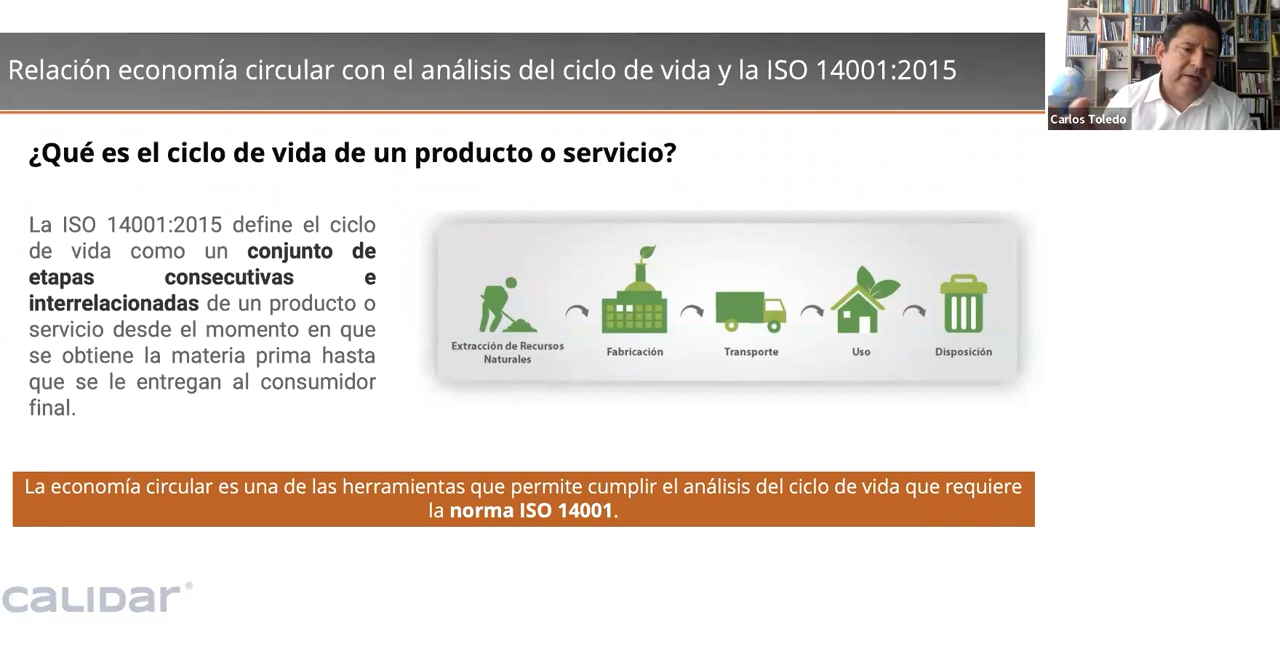 Relación economía circular con el análisis del ciclo de vida y la ISO 14001:2015
Carlos Toledo
¿Qué es el ciclo de vida de un producto o servicio?
La ISO 14001:2015 define el ciclo
de vida como un conjunto de
etapas consecutivas e
interrelacionadas de un producto o
servicio desde el momento en que
se obtiene la materia prima hasta
que se le entregan al consumidor
final.
Extracción de Recursos
Naturales
Fabricación
Transporte
Uso
Disposición
La economía circular es una de las herramientas que permite cumplir el análisis del ciclo de vida que requiere
la norma ISO 14001.
CALIDAR®